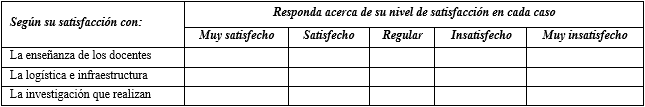 Según su satisfacción con:
Responda acerca de su nivel de satisfacción en cada caso
Muy satisfecho Satisfecho Regular Insatisfecho Muy insatisfecho
La enseñanza de los docentes
La logística e infraestructura
La investigación que realizan